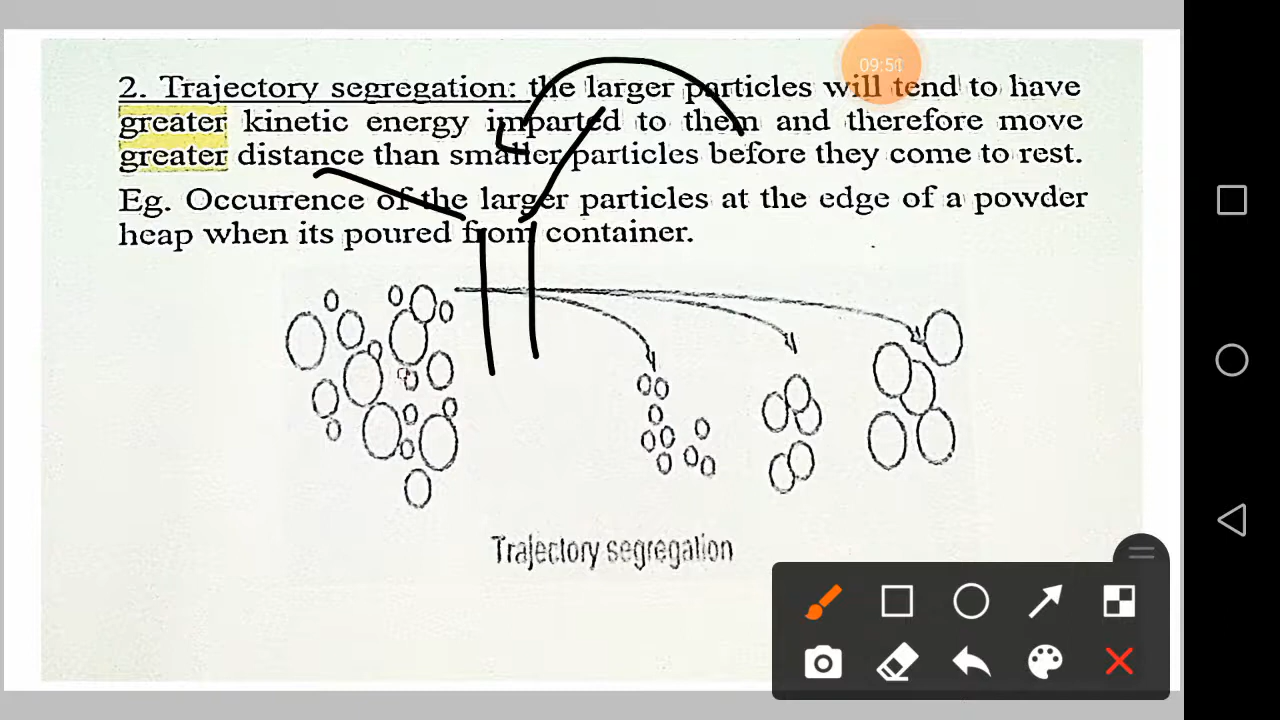 09:51
2. Trajectory segregation: the larger particles will tend to have
greater kinetic energy imparted to them and therefore move
greater distance than smaller particles before they come to rest.
Eg. Occurrence of the larger particles at the edge of a powder
heap when its poured from container.
Trajectory segregation